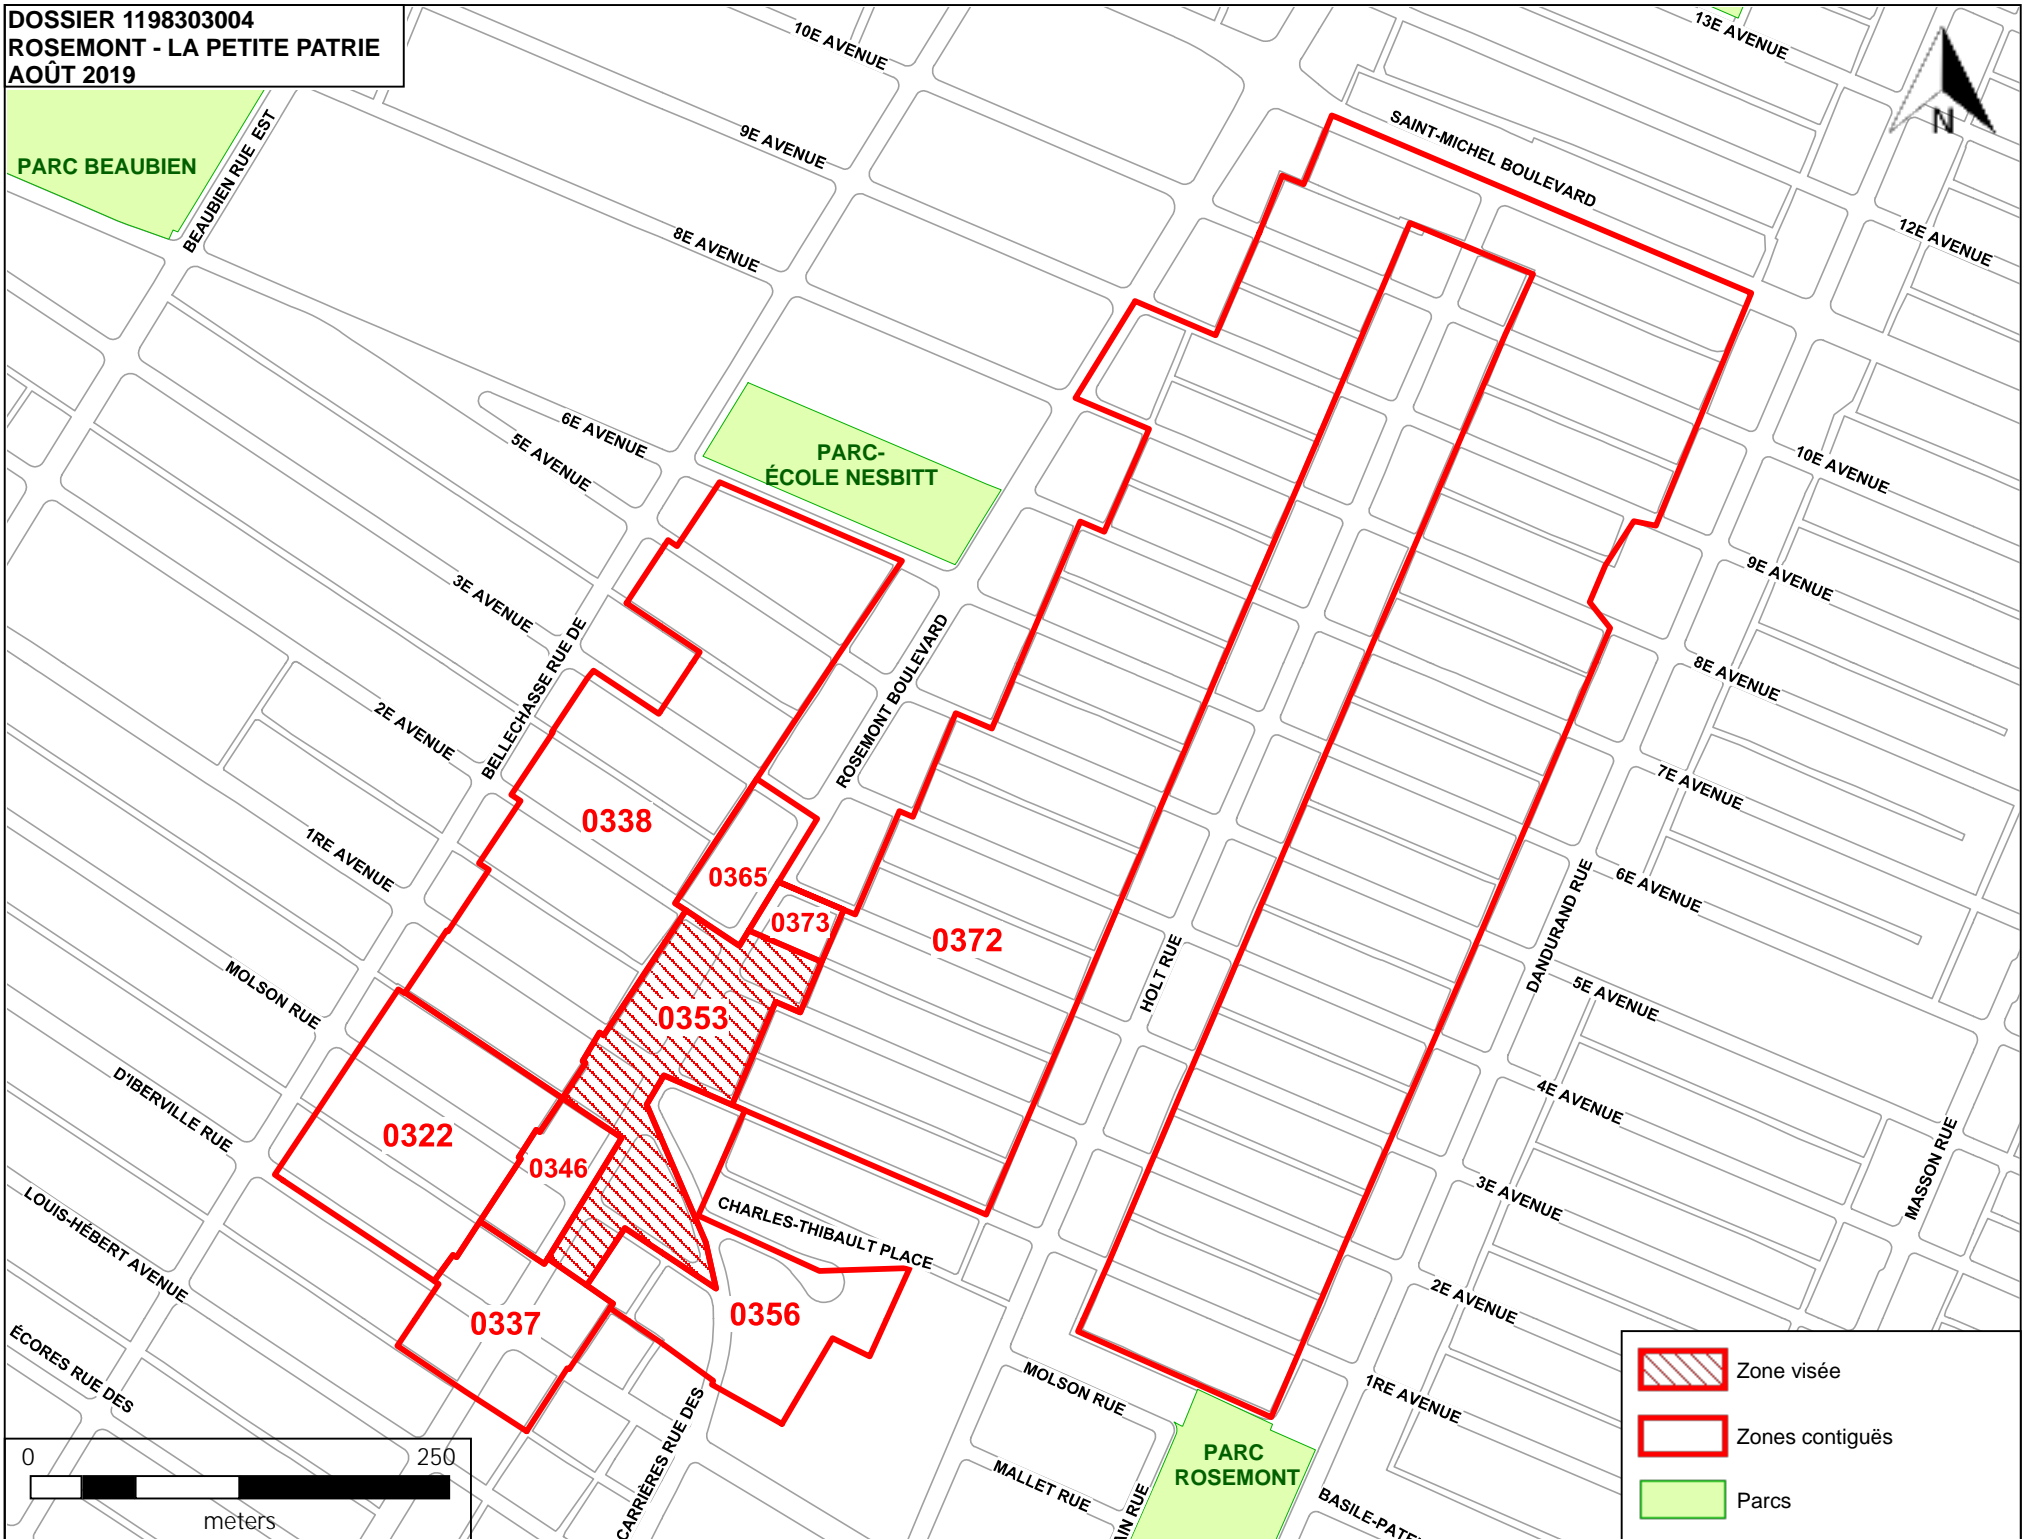 DOSSIER 1198303004
ROSEMONT - LA PETITE PATRIE
AOÛT 2019
10E AVENUE
13E AVENUE
N
SAINT-MICHEL BOULEVARD
9E AVENUE
BEAUBIEN RUE EST
PARC BEAUBIEN
8E AVENUE
12E AVENUE
6E AVENUE
5E AVENUE
PARC-
ÉCOLE NESBITT
10E AVENUE
9E AVENUE
3E AVENUE
BELLECHASSE RUE DE
ROSEMONT BOULEVARD
8E AVENUE
2E AVENUE
7E AVENUE
0338
1RE AVENUE
0365
6E AVENUE
DANDURAND RUE
0373
0372
HOLT RUE
MOLSON RUE
0353
5E AVENUE
D'IBERVILLE RUE
4E AVENUE
0322
0346
MASSON RUE
LOUIS-HÉBERT AVENUE
CHARLES-THIBAULT PLACE
3E AVENUE
2E AVENUE
0337
0356
ÉCORES RUE DES
MOLSON RUE
1RE AVENUE
CARRIÈRES RUE DES
MALLET RUE
PARC
ROSEMONT
AIN RUE
BASILE-PATE
0 250
meters
Zone visée
Zones contiguës
Parcs